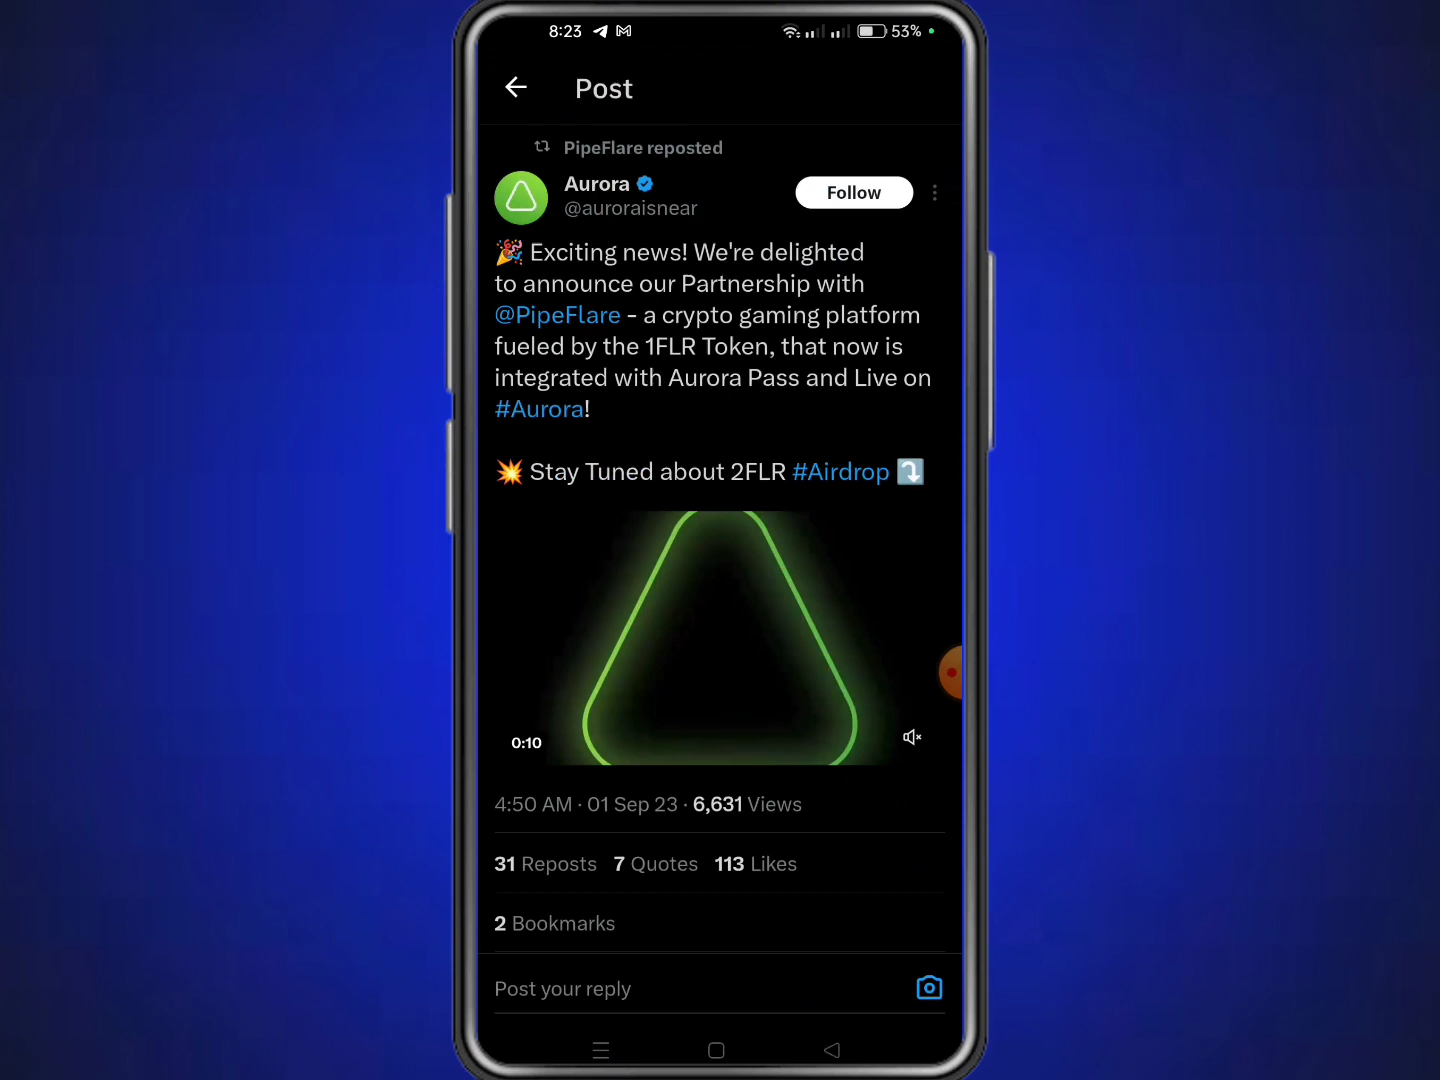 8:23 53%
Post
PipeFlare reposted
Aurora
Follow
@auroraisnear
🎉 Exciting news! We're delighted
to announce our Partnership with
@PipeFlare - a crypto gaming platform
fueled by the 1FLR Token, that now is
integrated with Aurora Pass and Live on
#Aurora!
💥 Stay Tuned about 2FLR #Airdrop ⤵️
0:10
4:50 AM · 01 Sep 23 · 6,631 Views
31 Reposts 7 Quotes 113 Likes
2 Bookmarks
Post your reply